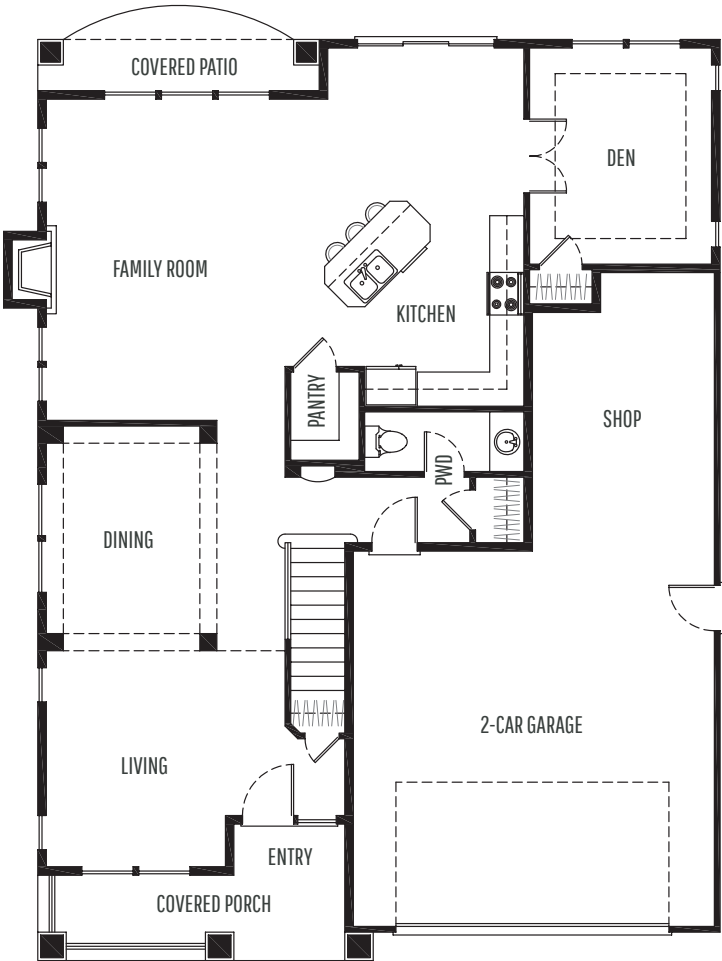 COVERED PATIO
DEN
FAMILY ROOM
KITCHEN
PANTRY
SHOP
PWD
DINING
2-CAR GARAGE
LIVING
ENTRY
COVERED PORCH